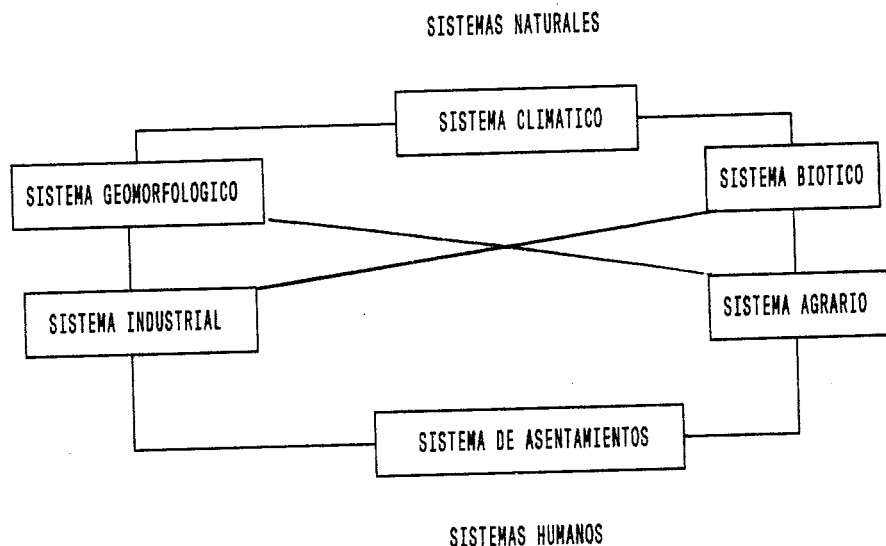 SISTEMAS NATURALES
SISTEMA CLIMATICO
SISTEMA GEOMORFOLOGICO
SISTEMA BIOTICO
SISTEMA INDUSTRIAL
SISTEMA AGRARIO
SISTEMA DE ASENTAMIENTOS
SISTEMAS HUMANOS